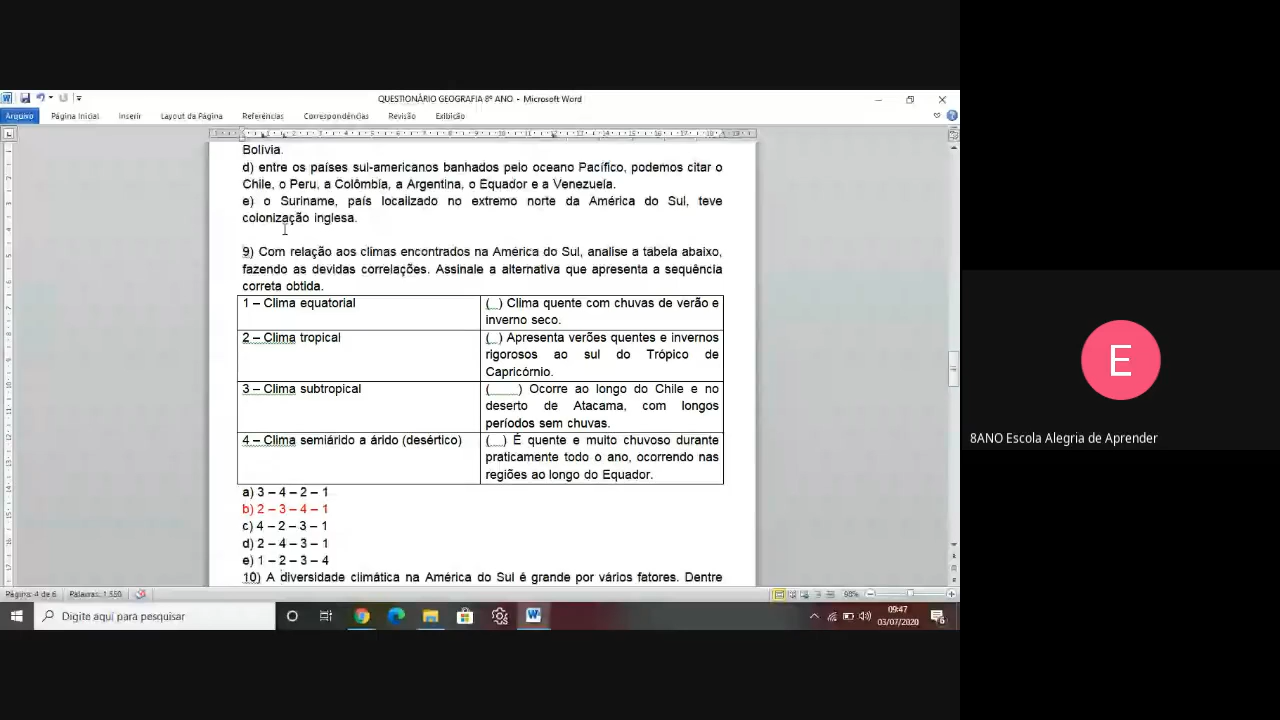 QUESTIONÁRIO GEOGRAFIA 8º ANO - Microsoft Word
Arquivo Página Inicial Inserir Layout da Página Referências Correspondências Revisão Exibição
Bolívia.
d) entre os países sul-americanos banhados pelo oceano Pacífico, podemos citar o
Chile, o Peru, a Colômbia, a Argentina, o Equador e a Venezuela.
e) o Suriname, país localizado no extremo norte da América do Sul, teve
colonização inglesa.
9) Com relação aos climas encontrados na América do Sul, analise a tabela abaixo,
fazendo as devidas correlações. Assinale a alternativa que apresenta a sequência
correta obtida.
1 – Clima equatorial
(__) Clima quente com chuvas de verão e
inverno seco.
2 – Clima tropical
(__) Apresenta verões quentes e invernos
rigorosos ao sul do Trópico de
Capricórnio.
3 – Clima subtropical
(____) Ocorre ao longo do Chile e no
deserto de Atacama, com longos
períodos sem chuvas.
4 – Clima semiárido a árido (desértico)
(__) É quente e muito chuvoso durante
praticamente todo o ano, ocorrendo nas
regiões ao longo do Equador.
a) 3 – 4 – 2 – 1
b) 2 – 3 – 4 – 1
c) 4 – 2 – 3 – 1
d) 2 – 4 – 3 – 1
e) 1 – 2 – 3 – 4
10) A diversidade climática na América do Sul é grande por vários fatores. Dentre
Página: 4 de 6 Palavras: 1.550 98%
Digite aqui para pesquisar
09:47
03/07/2020
E
8ANO Escola Alegria de Aprender